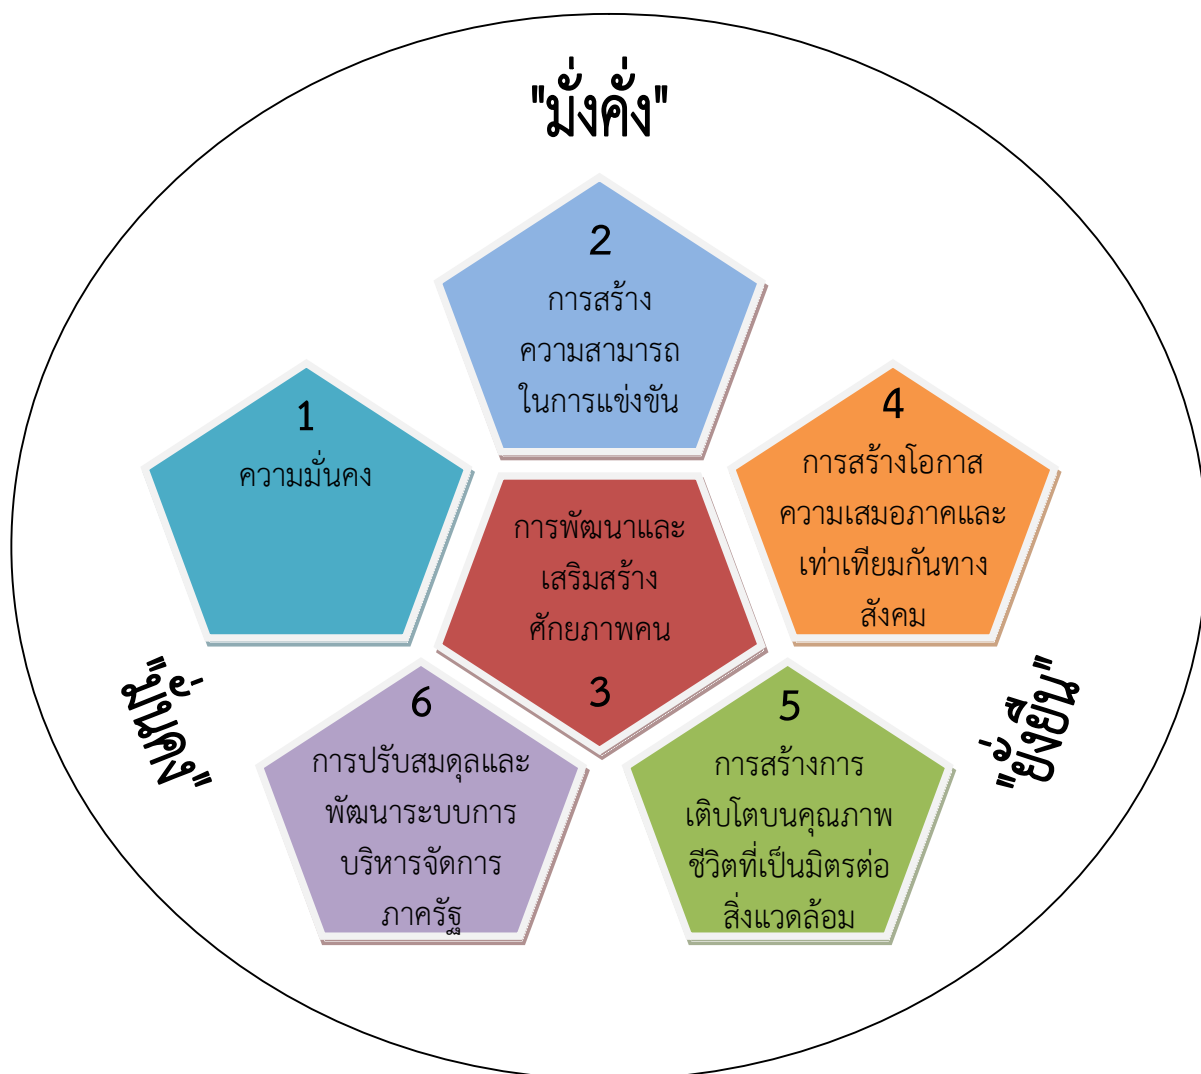 "มั่งคั่ง"
2
การสร้าง
ความสามารถ
ในการแข่งขัน
1
ความมั่นคง
4
การสร้างโอกาส
ความเสมอภาคและ
เท่าเทียมกันทาง
สังคม
การพัฒนาและ
เสริมสร้าง
ศักยภาพคน
3
"มั่นคง"
"ยั่งยืน"
6
การปรับสมดุลและ
พัฒนาระบบการ
บริหารจัดการ
ภาครัฐ
5
การสร้างการ
เติบโตบนคุณภาพ
ชีวิตที่เป็นมิตรต่อ
สิ่งแวดล้อม